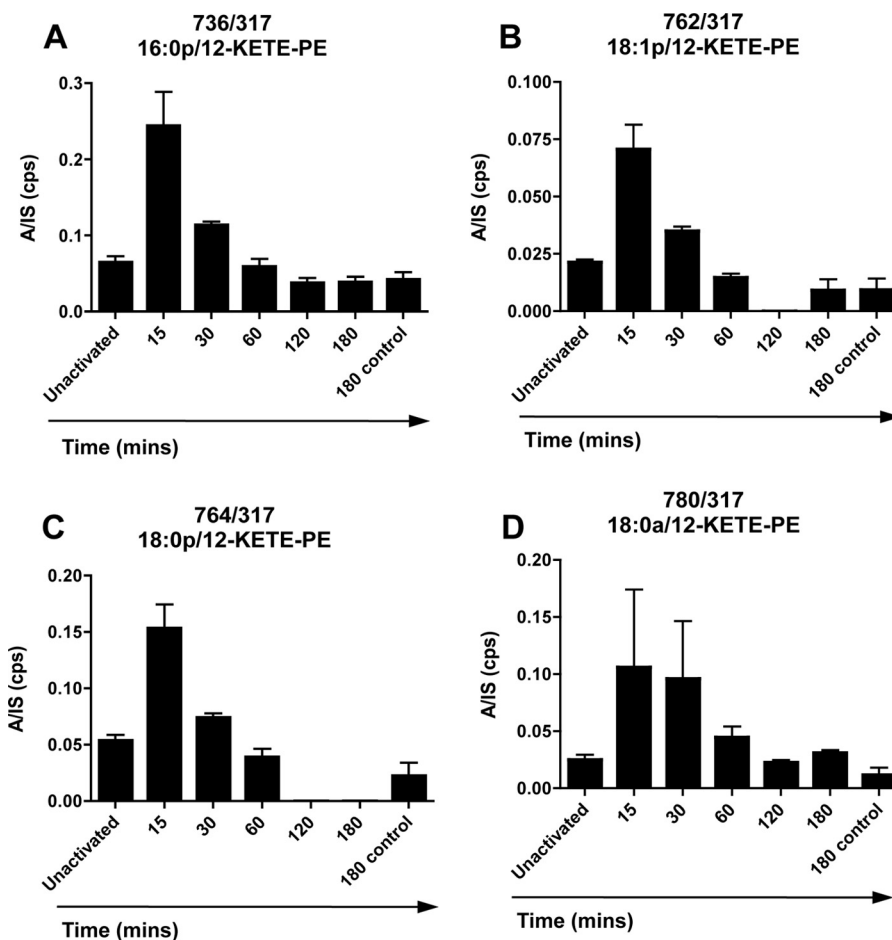 A
736/317
16:0p/12-KETE-PE
A/IS (cps)
0.3
0.2
0.1
0.0
Unactivated
15
30
60
120
180
180 control
Time (mins)
B
762/317
18:1p/12-KETE-PE
A/IS (cps)
0.100
0.075
0.050
0.025
0.000
Unactivated
15
30
60
120
180
180 control
Time (mins)
C
764/317
18:0p/12-KETE-PE
A/IS (cps)
0.20
0.15
0.10
0.05
0.00
Unactivated
15
30
60
120
180
180 control
Time (mins)
D
780/317
18:0a/12-KETE-PE
A/IS (cps)
0.20
0.15
0.10
0.05
0.00
Unactivated
15
30
60
120
180
180 control
Time (mins)